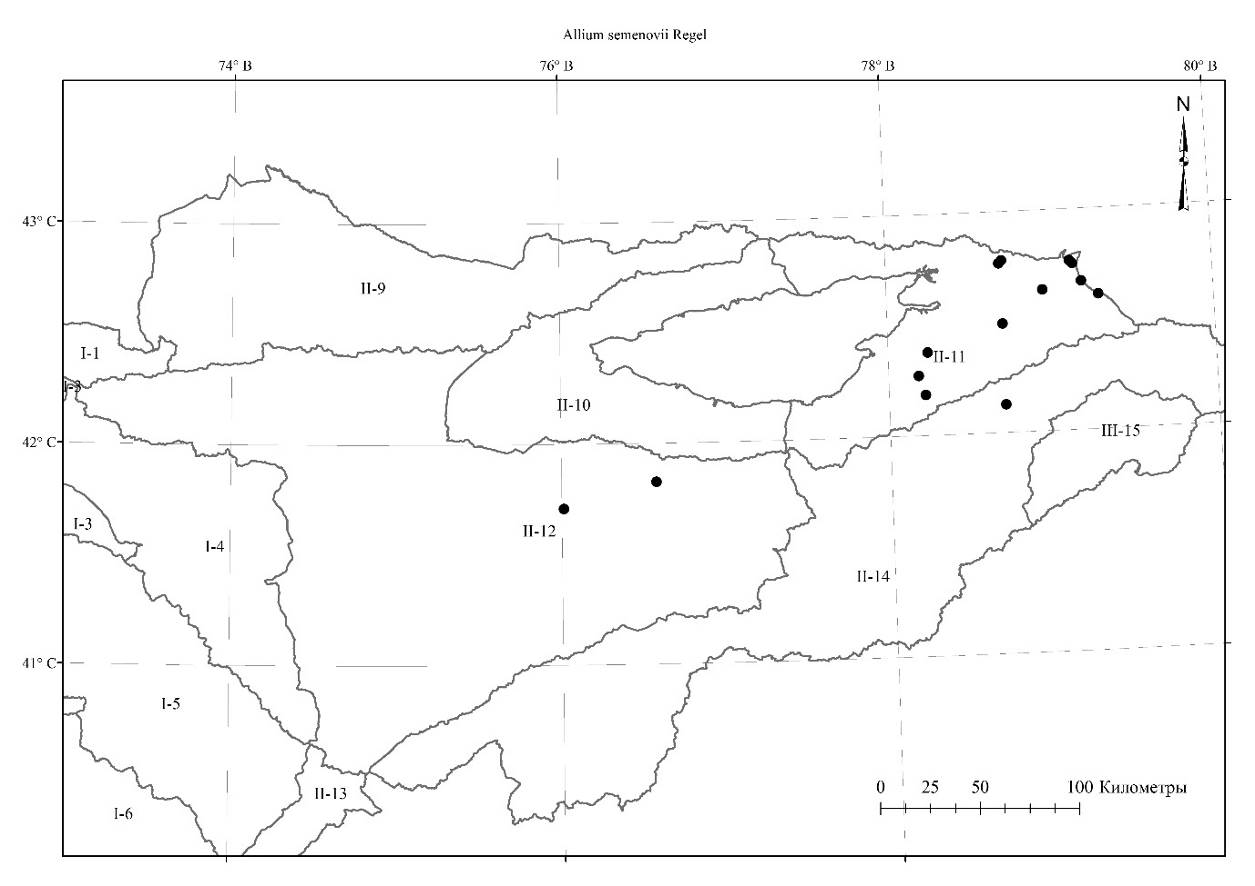 Allium semenovii Regel
74° В
76° В
78° В
80° В
N
43° С
II-9
I-1
I-3
II-11
II-10
42° С
III-15
I-3
II-12
I-4
II-14
41° С
I-5
II-13
I-6
0 25 50 100 Километры